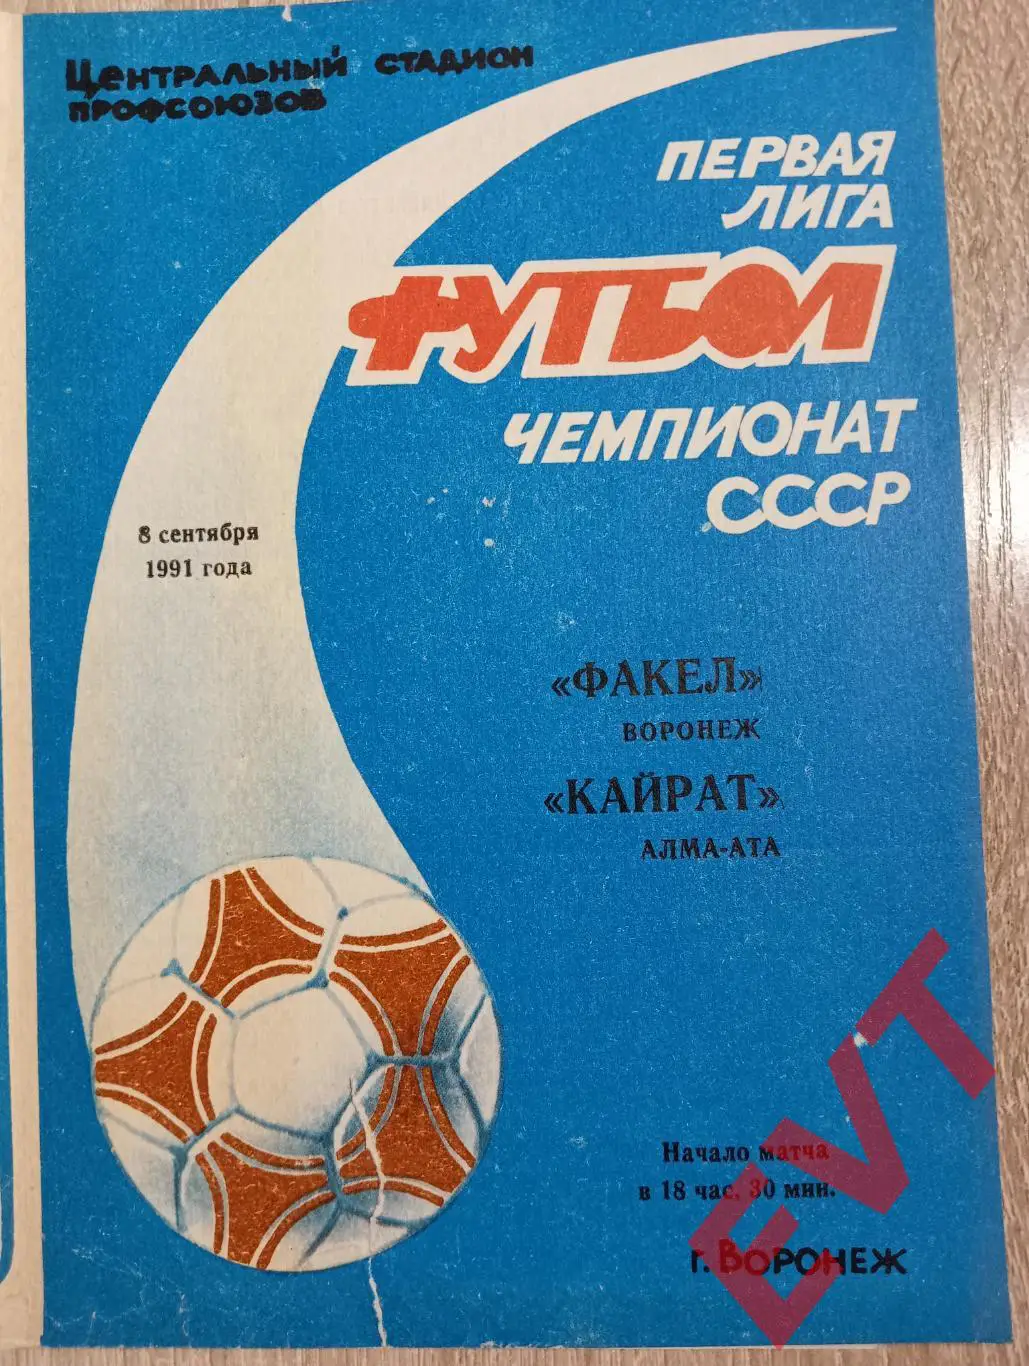 Центральный стадион
профсоюзов
ПЕРВАЯ
ЛИГА
ФУТБОЛ
ЧЕМПИОНАТ
СССР
8 сентября
1991 года
«ФАКЕЛ»
ВОРОНЕЖ
«КАЙРАТ»
АЛМА-АТА
Начало матча
в 18 час, 30 мин.
г. Воронеж
EVT